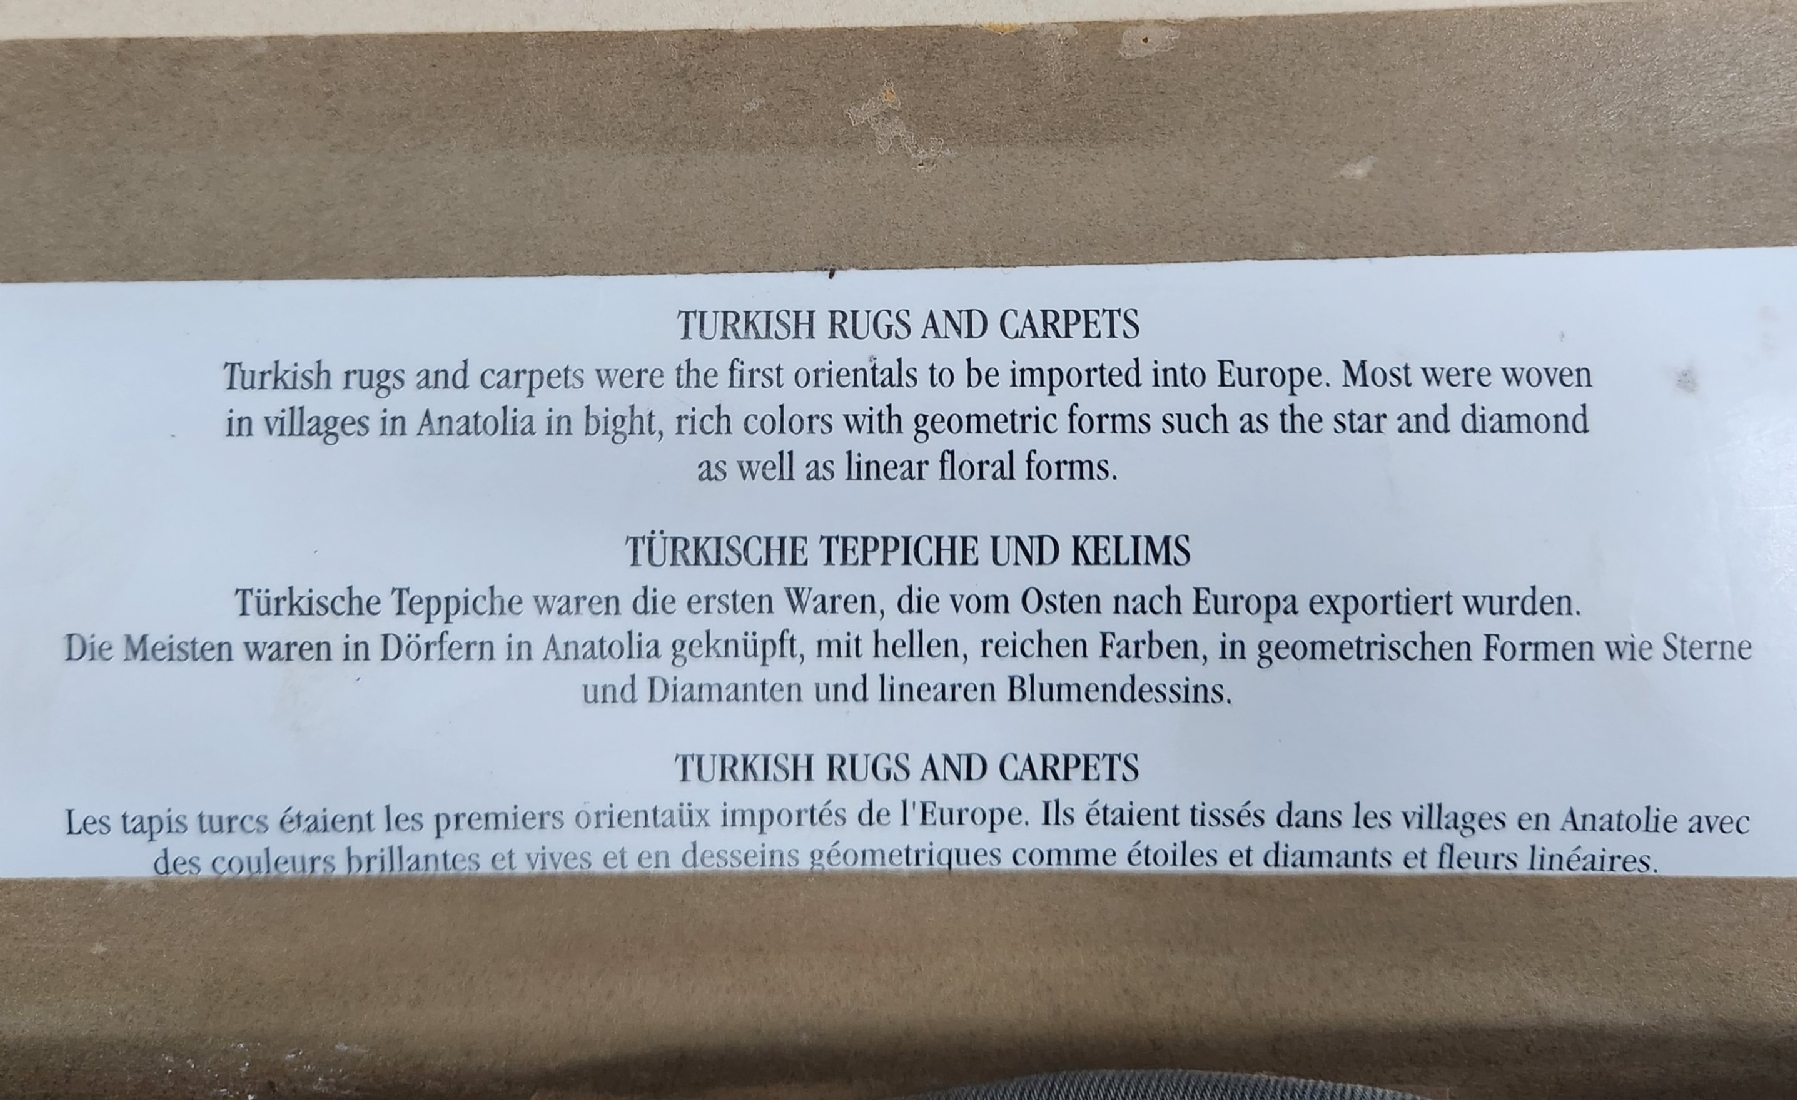 TURKISH RUGS AND CARPETS
Turkish rugs and carpets were the first orientals to be imported into Europe. Most were woven
in villages in Anatolia in bight, rich colors with geometric forms such as the star and diamond
as well as linear floral forms.
TÜRKISCHE TEPPICHE UND KELIMS
Türkische Teppiche waren die ersten Waren, die vom Osten nach Europa exportiert wurden.
Die Meisten waren in Dörfern in Anatolia geknüpft, mit hellen, reichen Farben, in geometrischen Formen wie Sterne
und Diamanten und linearen Blumendessins.
TURKISH RUGS AND CARPETS
Les tapis turcs étaient les premiers orientaüx importés de l'Europe. Ils étaient tissés dans les villages en Anatolie avec
des couleurs brillantes et vives et en desseins géometriques comme étoiles et diamants et fleurs linéaires.